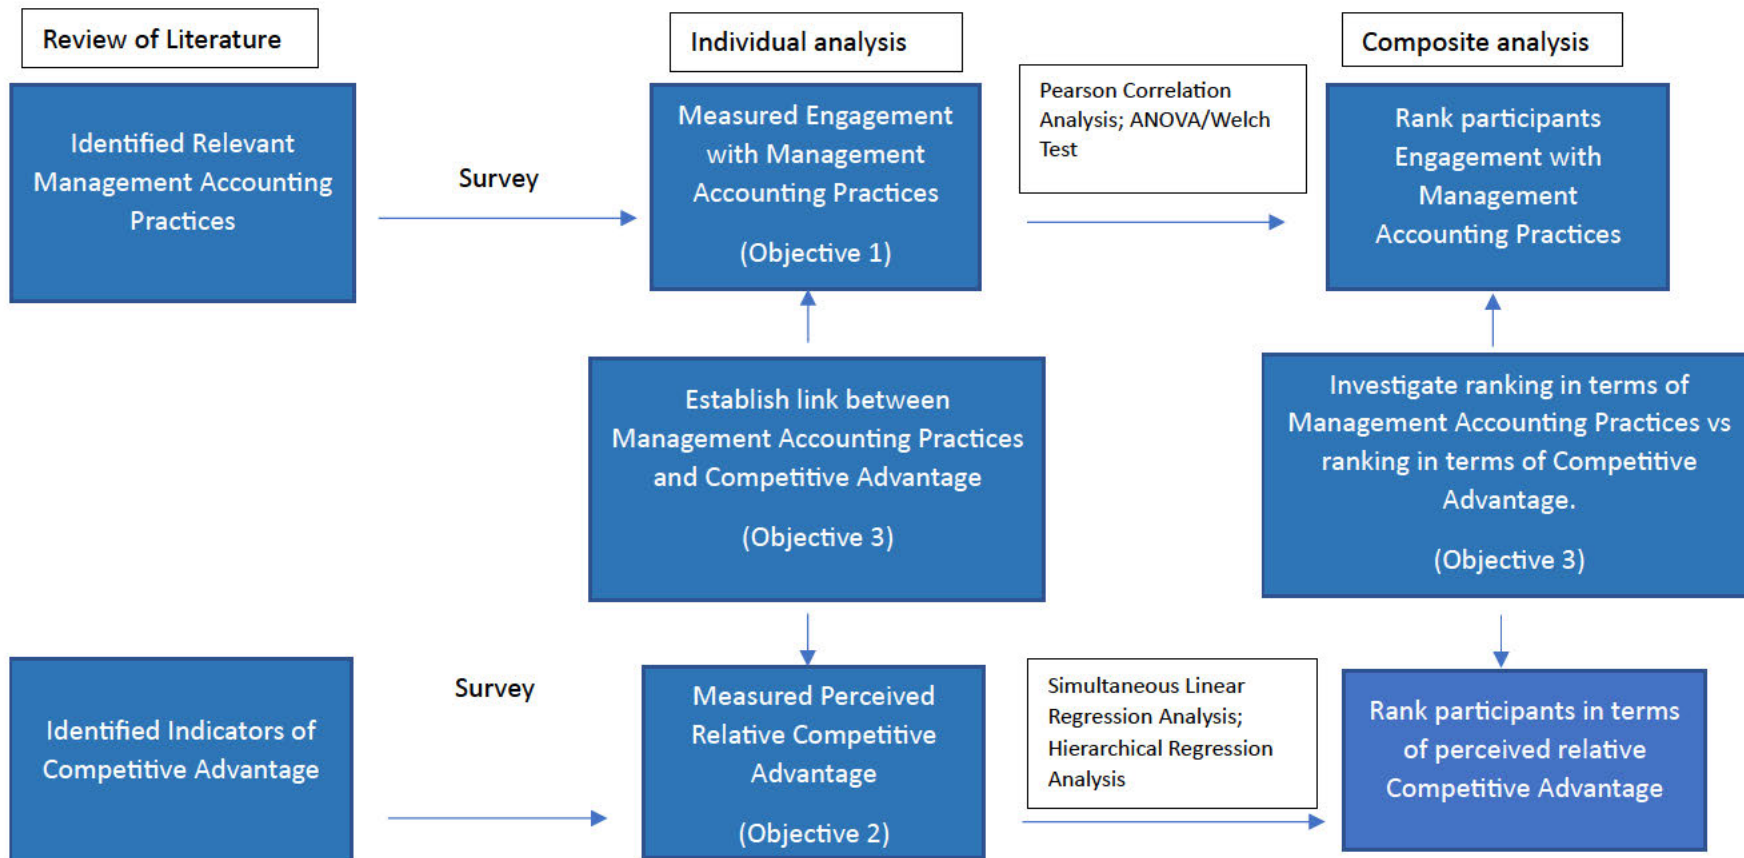 Review of Literature
Individual analysis
Composite analysis
Identified Relevant
Management Accounting
Practices
Survey
Measured Engagement
with Management
Accounting Practices
(Objective 1)
Pearson Correlation
Analysis; ANOVA/Welch
Test
Rank participants
Engagement with
Management
Accounting Practices
Establish link between
Management Accounting Practices
and Competitive Advantage
(Objective 3)
Investigate ranking in terms of
Management Accounting Practices vs
ranking in terms of Competitive
Advantage.
(Objective 3)
Identified Indicators of
Competitive Advantage
Survey
Measured Perceived
Relative Competitive
Advantage
(Objective 2)
Simultaneous Linear
Regression Analysis;
Hierarchical Regression
Analysis
Rank participants in terms
of perceived relative
Competitive Advantage